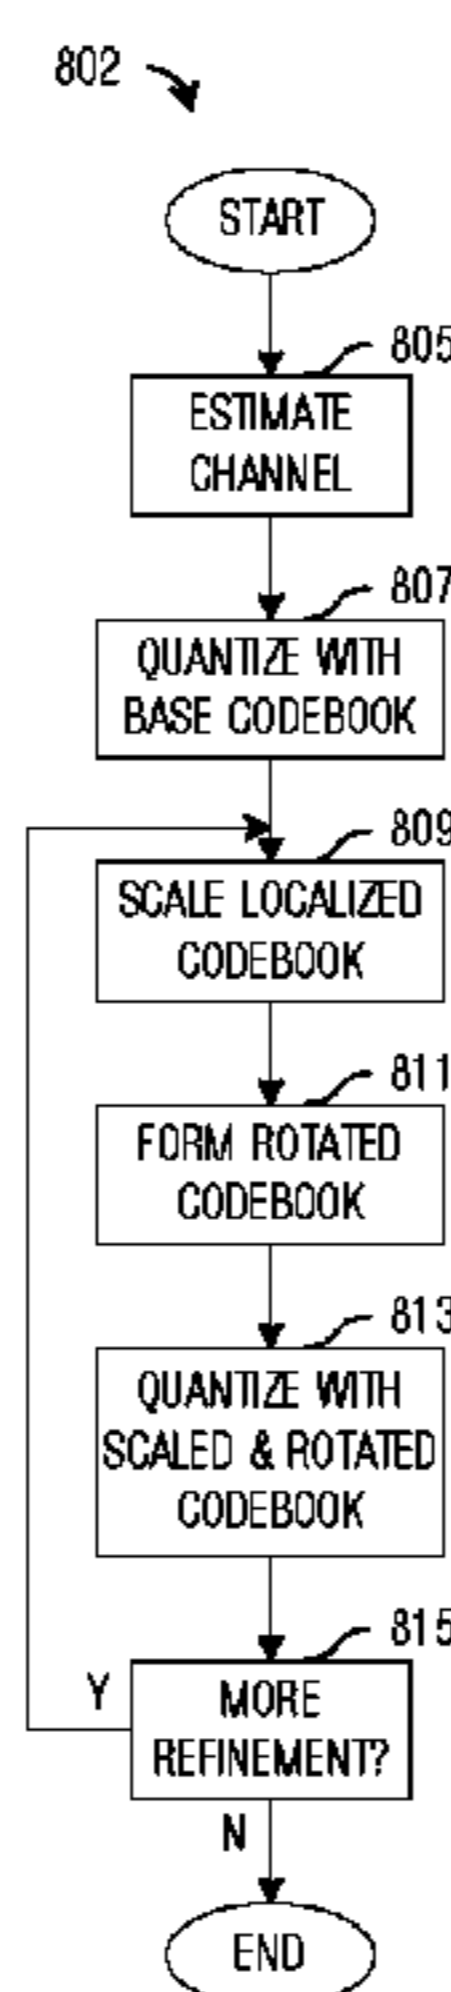 802
START
805
ESTIMATE
CHANNEL
807
QUANTIZE WITH
BASE CODEBOOK
809
SCALE LOCALIZED
CODEBOOK
811
FORM ROTATED
CODEBOOK
813
QUANTIZE WITH
SCALED & ROTATED
CODEBOOK
815
Y
MORE
REFINEMENT?
N
END